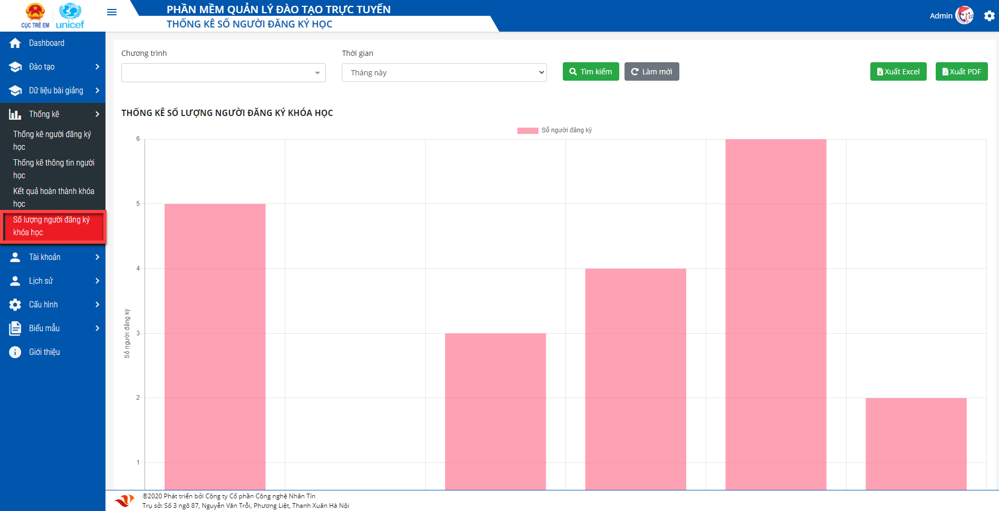 CỤC TRẺ EM
unicef
PHẦN MỀM QUẢN LÝ ĐÀO TẠO TRỰC TUYẾN
THỐNG KÊ SỐ NGƯỜI ĐĂNG KÝ HỌC
Admin
111
Dashboard
Đào tạo
Dữ liệu bài giảng
Thống kê
Thống kê người đăng ký
học
Thống kê thông tin người
học
Kết quả hoàn thành khóa
học
Số lượng người đăng ký
khóa học
Tài khoản
Lịch sử
Cấu hình
Biểu mẫu
Giới thiệu
Chương trình
Thời gian
Tháng này
Tìm kiếm
Làm mới
Xuất Excel
Xuất PDF
THỐNG KÊ SỐ LƯỢNG NGƯỜI ĐĂNG KÝ KHÓA HỌC
Số người đăng ký
6
5
4
3
2
1
Số người đăng ký
©2020 Phát triển bởi Công ty Cổ phần Công nghệ Nhân Tín
Trụ sở: Số 3 ngõ 87, Nguyễn Văn Trỗi, Phương Liệt, Thanh Xuân Hà Nội